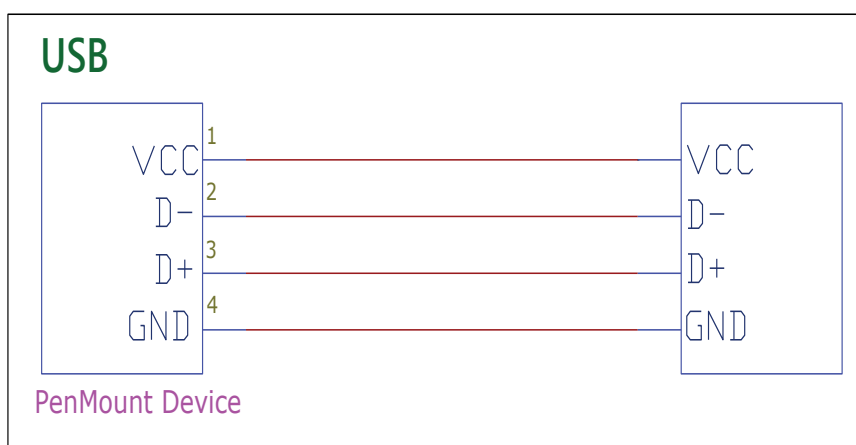 USB
1
VCC VCC
2
D- D-
3
D+ D+
4
GND GND
PenMount Device